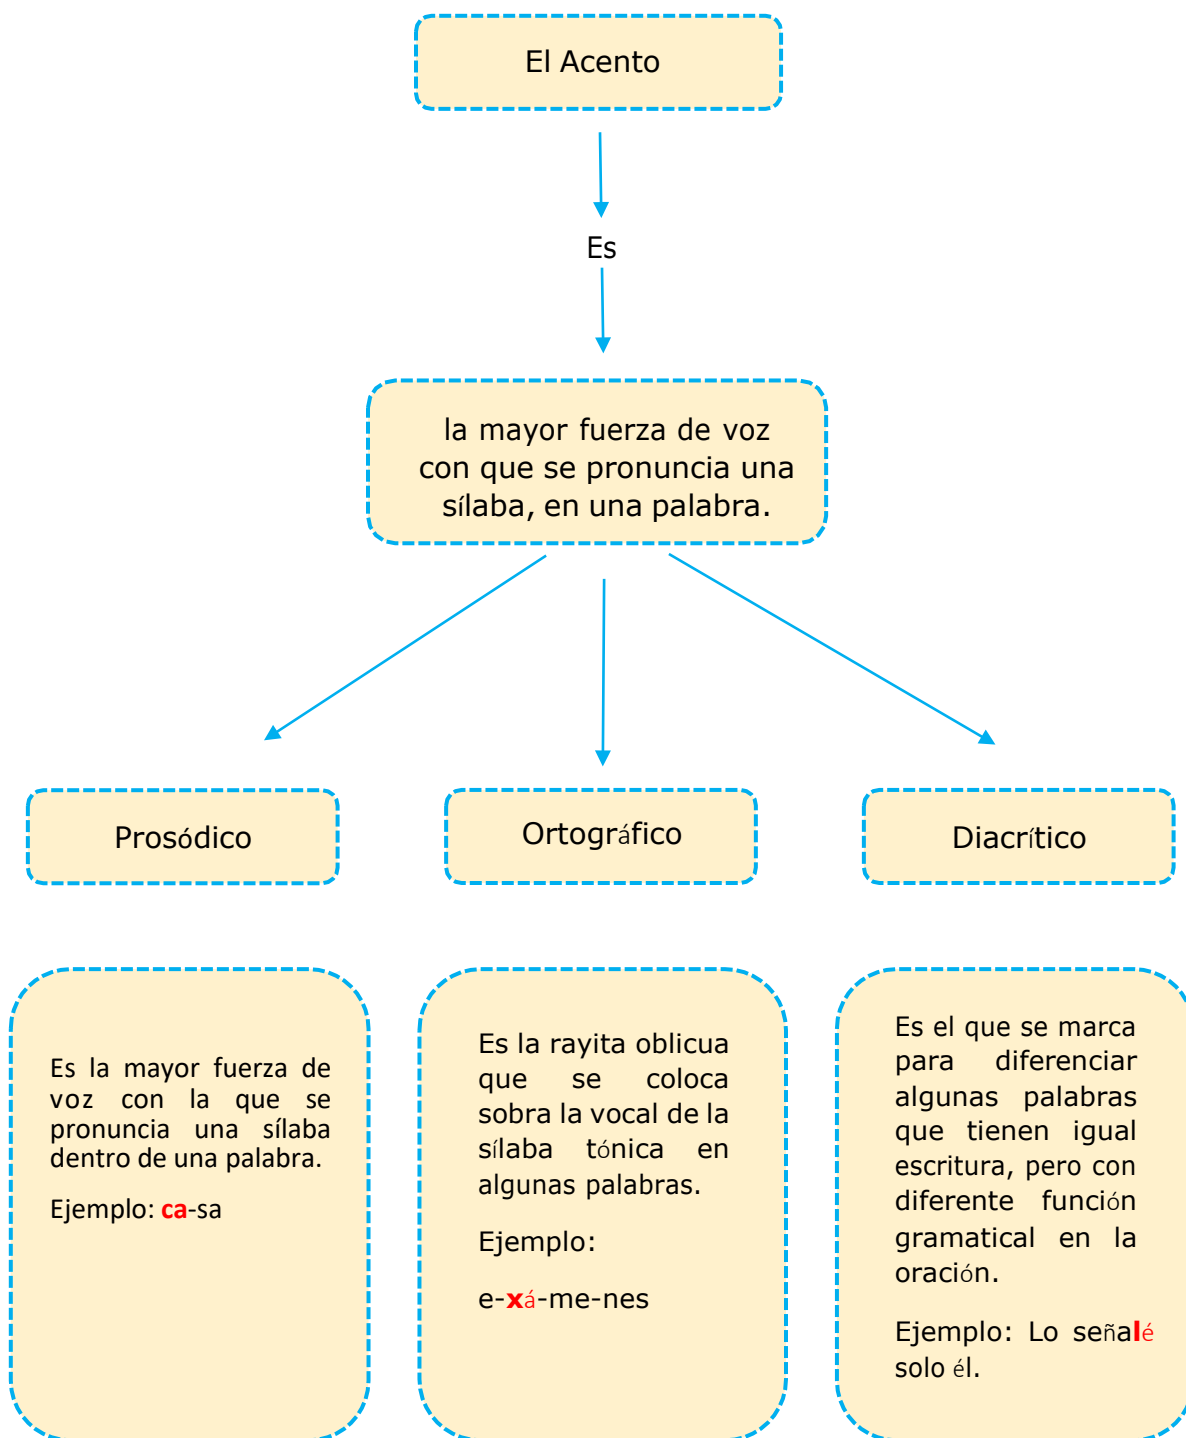 El Acento
Es
la mayor fuerza de voz
con que se pronuncia una
sílaba, en una palabra.
Prosódico
Ortográfico
Diacrítico
Es la mayor fuerza de
voz con la que se
pronuncia una sílaba
dentro de una palabra.
Ejemplo: ca-sa
Es la rayita oblicua
que se coloca
sobra la vocal de la
sílaba tónica en
algunas palabras.
Ejemplo:
e-xá-me-nes
Es el que se marca
para diferenciar
algunas palabras
que tienen igual
escritura, pero con
diferente función
gramatical en la
oración.
Ejemplo: Lo señalé
solo él.